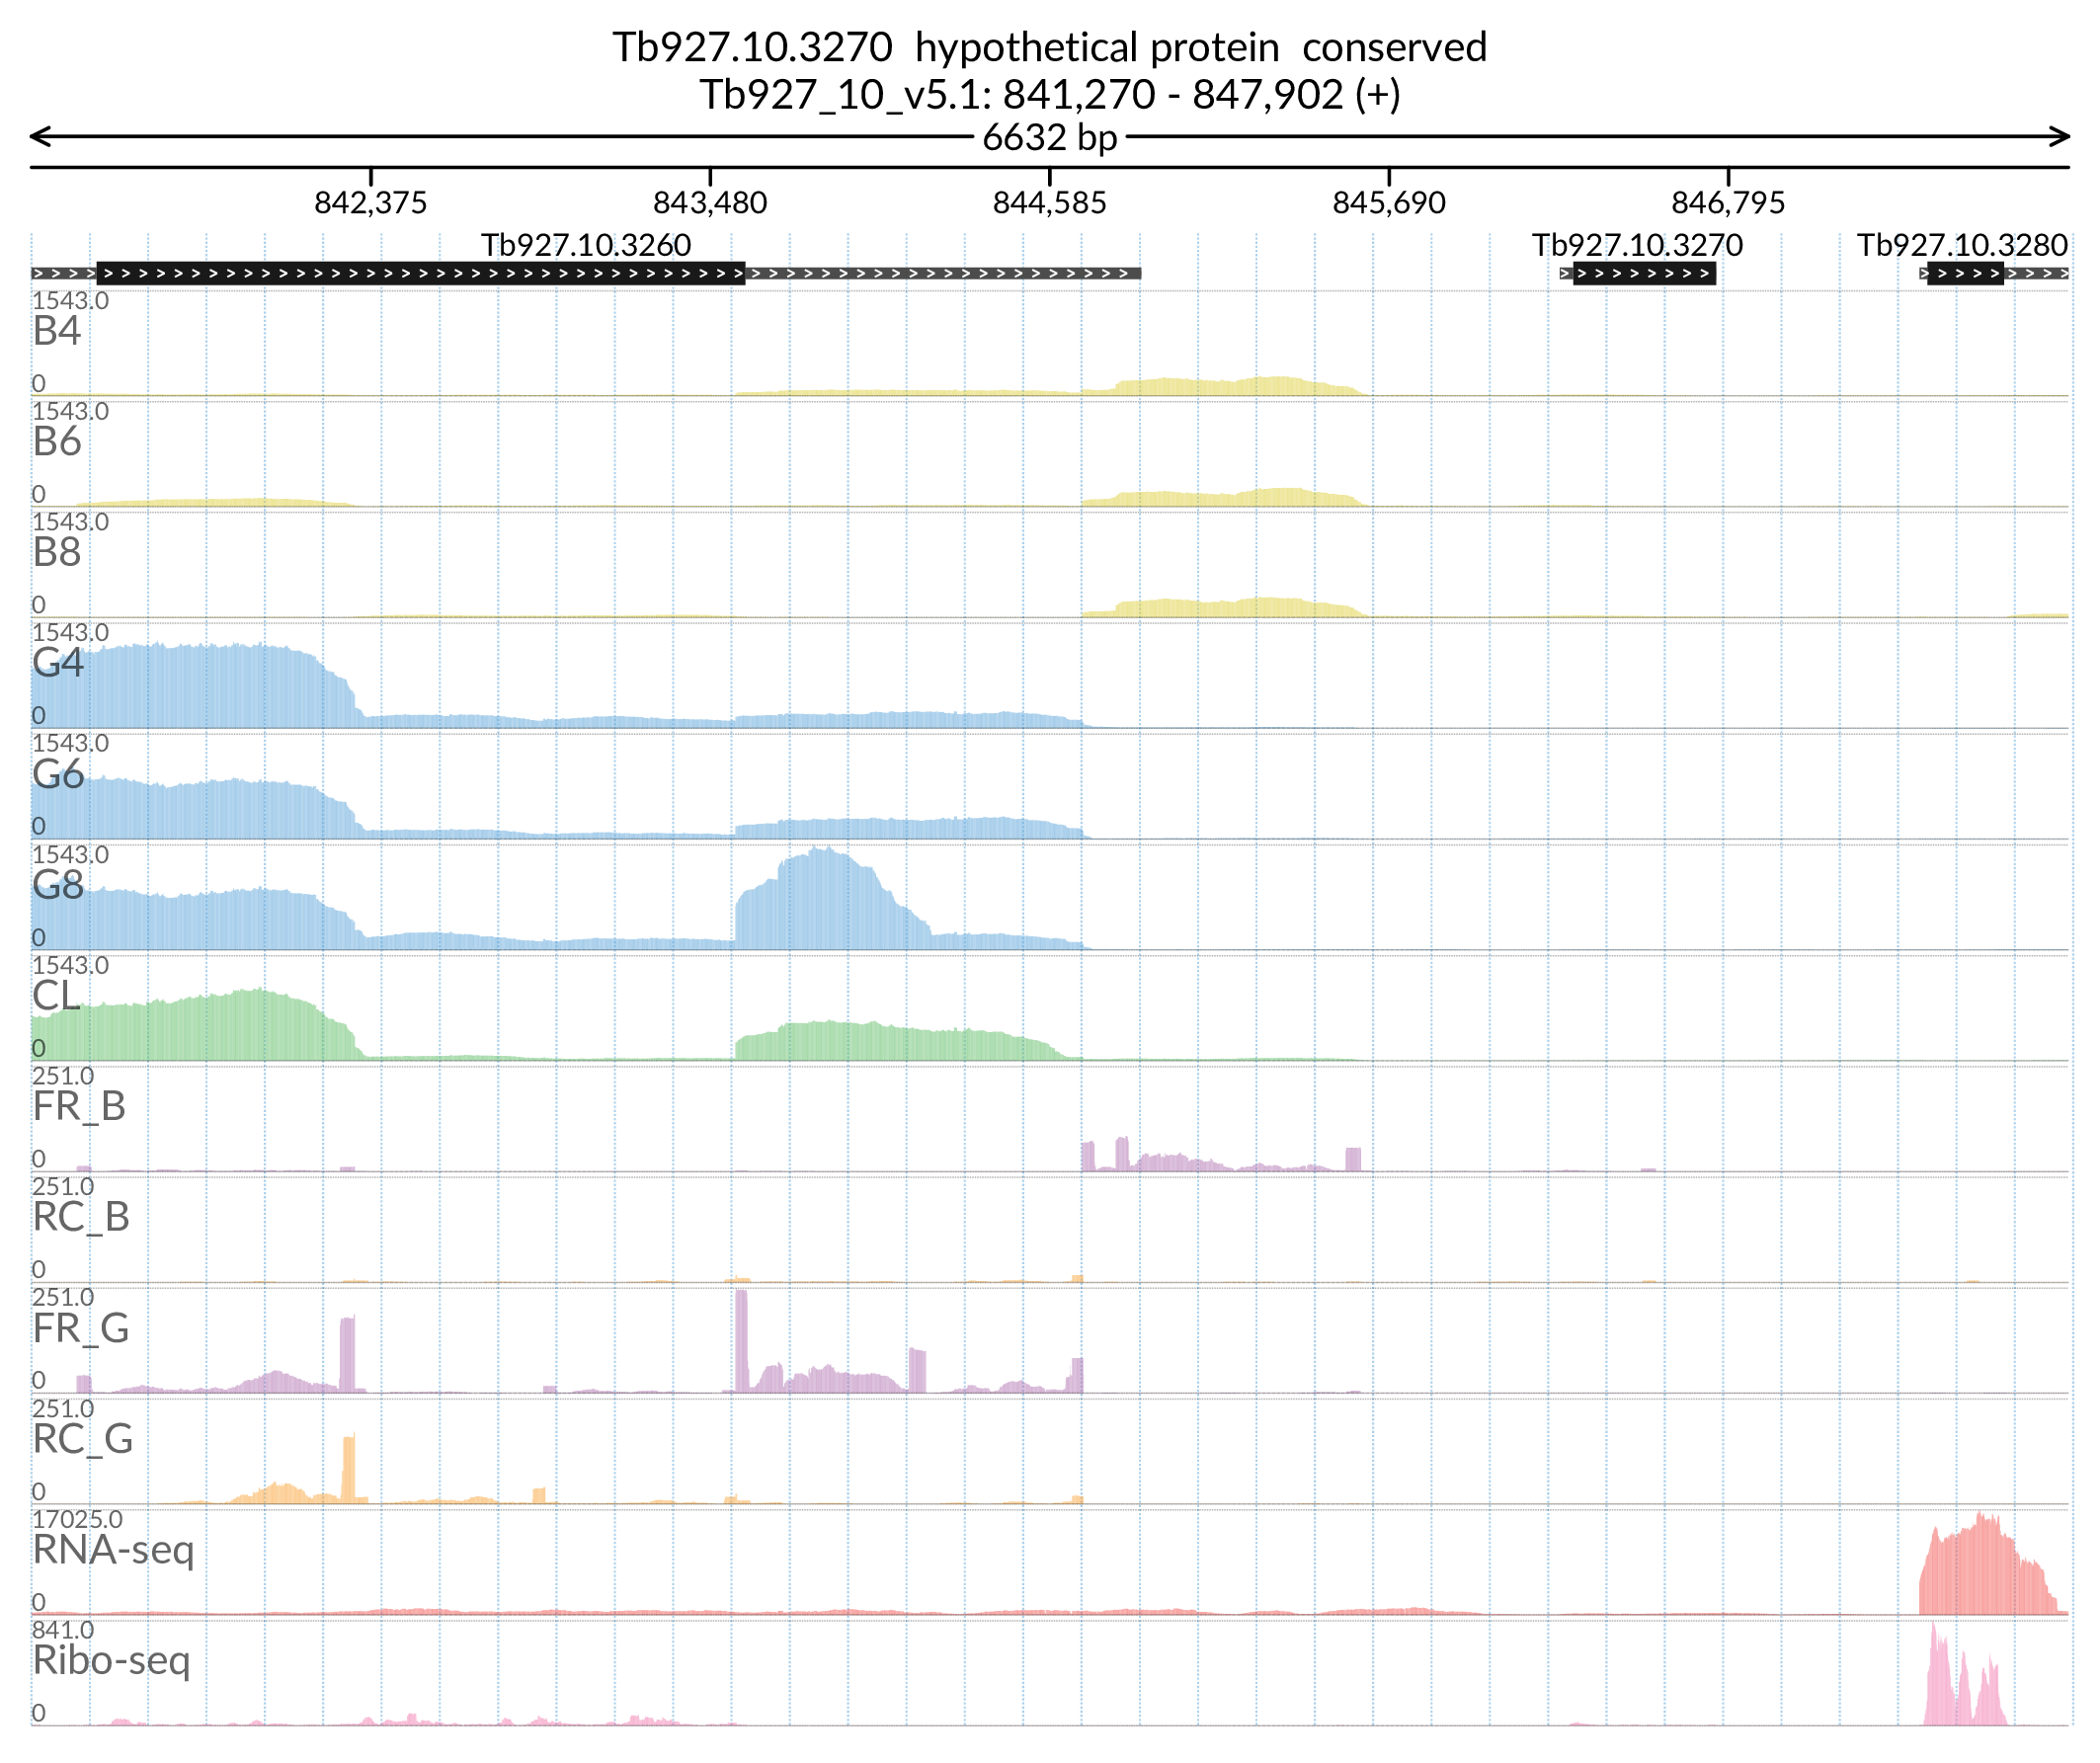 Tb927.10.3270  hypothetical protein  conserved
Tb927_10_v5.1: 841,270 - 847,902 (+)
6632 bp
842,375 843,480 844,585 845,690 846,795
Tb927.10.3260 Tb927.10.3270 Tb927.10.3280
1543.0
B4
0
1543.0
B6
0
1543.0
B8
0
1543.0
G4
0
1543.0
G6
0
1543.0
G8
0
1543.0
CL
0
251.0
FR_B
0
251.0
RC_B
0
251.0
FR_G
0
251.0
RC_G
0
17025.0
RNA-seq
0
841.0
Ribo-seq
0